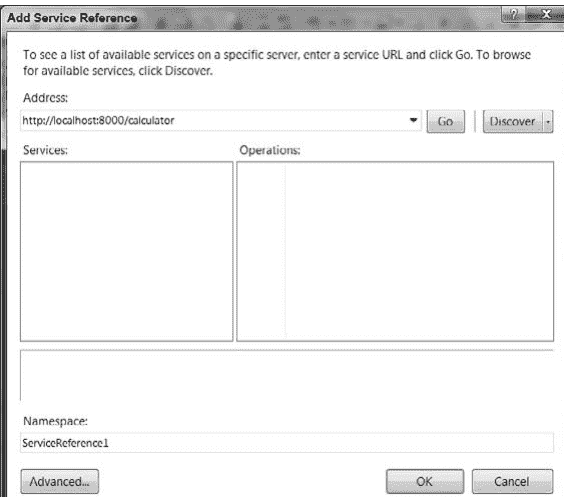 Add Service Reference
? X
To see a list of available services on a specific server, enter a service URL and click Go. To browse
for available services, click Discover.
Address:
http://localhost:8000/calculator
Go
Discover
Services:
Operations:
Namespace:
ServiceReference1
Advanced...
OK
Cancel